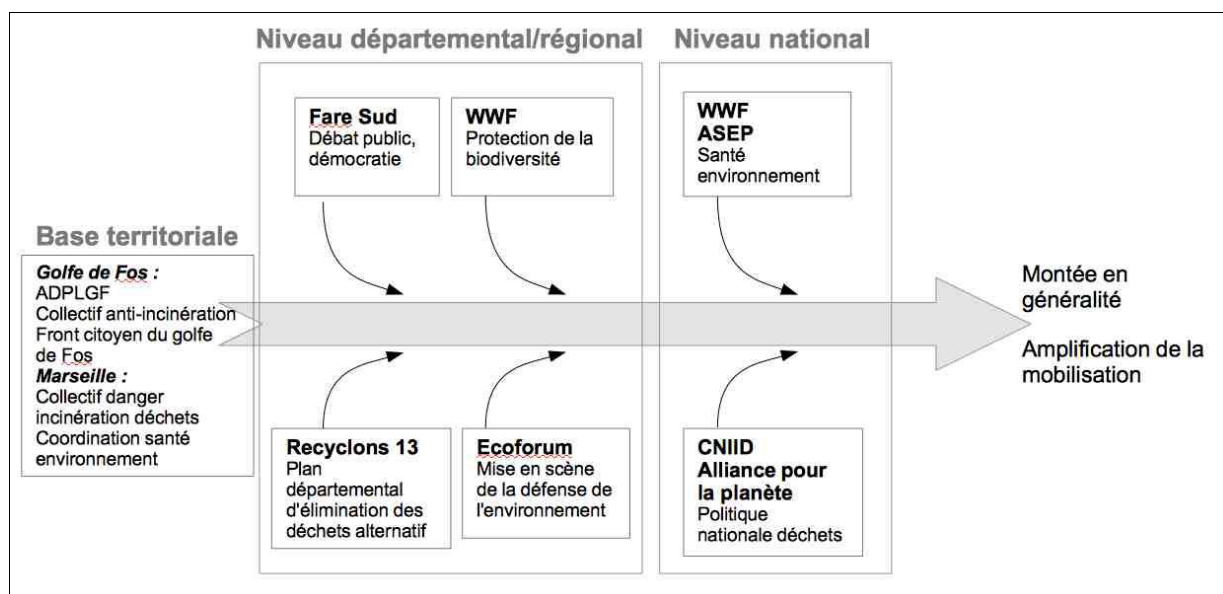 Niveau départemental/régional
Niveau national
Fare Sud
Débat public,
démocratie
WWF
Protection de la
biodiversité
WWF
ASEP
Santé
environnement
Base territoriale
Golfe de Fos :
ADPLGF
Collectif anti-incinération
Front citoyen du golfe
de Fos
Marseille :
Collectif danger
incinération déchets
Coordination santé
environnement
Montée en
généralité
Amplification de la
mobilisation
Recyclons 13
Plan
départemental
d'élimination des
déchets alternatif
Ecoforum
Mise en scène
de la défense de
l'environnement
CNIID
Alliance pour
la planète
Politique
nationale déchets